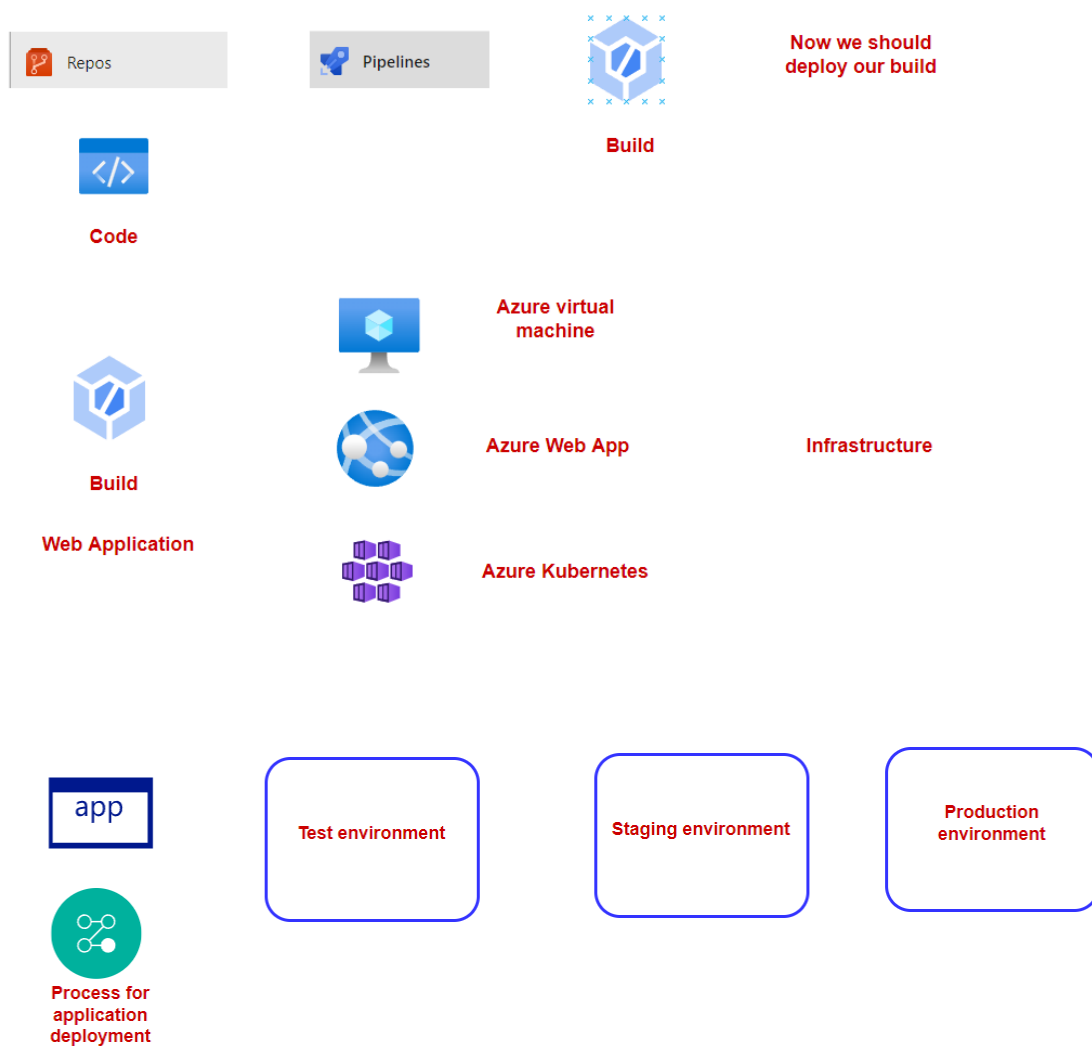 Repos
Pipelines
Now we should
deploy our build
Build
</>
Code
Azure virtual
machine
Build
Azure Web App
Infrastructure
Web Application
Azure Kubernetes
app
Test environment
Staging environment
Production
environment
Process for
application
deployment